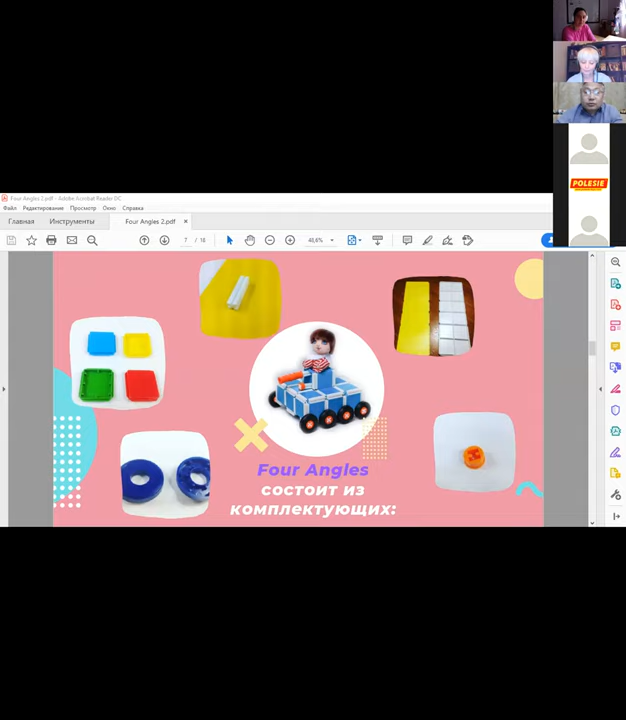 POLESIE
Four Angles 2.pdf - Adobe Acrobat Reader DC
Файл Редактирование Просмотр Окно Справка
Главная Инструменты Four Angles 2.pdf ×
7 / 18 48,6%
Four Angles
состоит из
комплектующих: